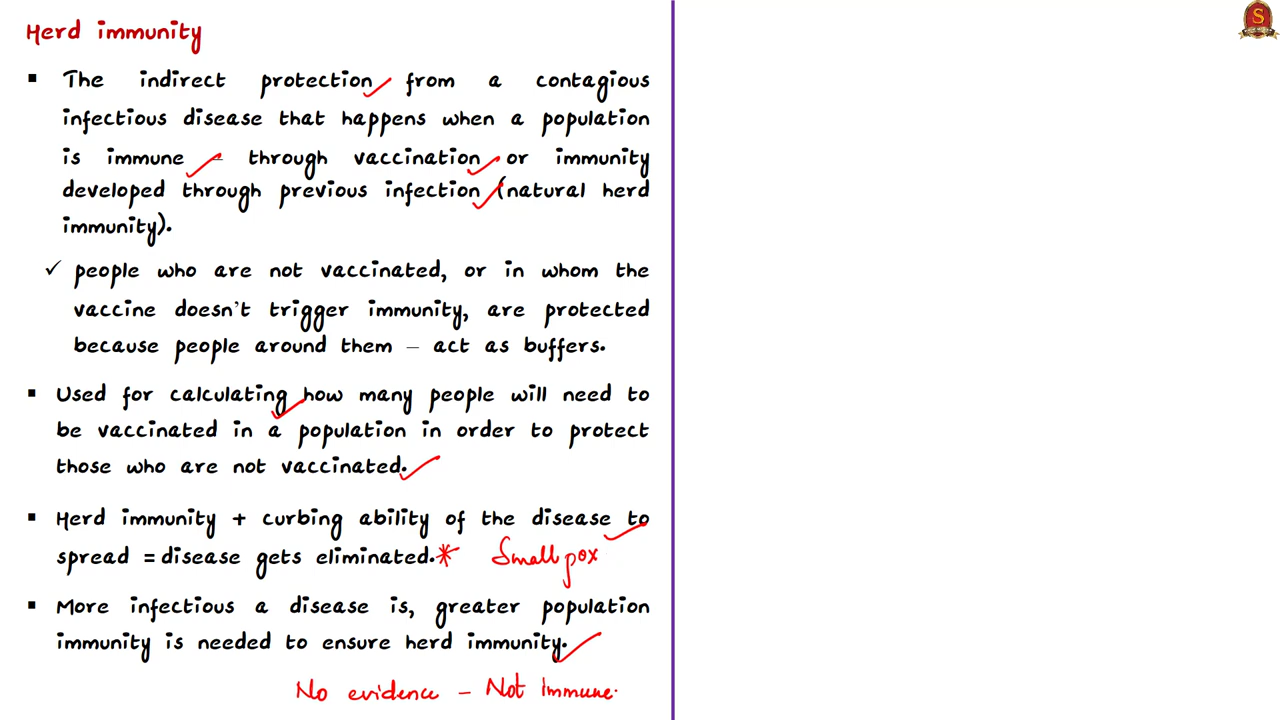 Herd immunity
▪ The indirect protection from a contagious
infectious disease that happens when a population
is immune – through vaccination or immunity
developed through previous infection (natural herd
immunity).
✓ people who are not vaccinated, or in whom the
vaccine doesn't trigger immunity, are protected
because people around them – act as buffers.
▪ Used for calculating how many people will need to
be vaccinated in a population in order to protect
those who are not vaccinated.
▪ Herd immunity + curbing ability of the disease to
spread = disease gets eliminated.* Smallpox
▪ More infectious a disease is, greater population
immunity is needed to ensure herd immunity.
No evidence – Not immune.
S